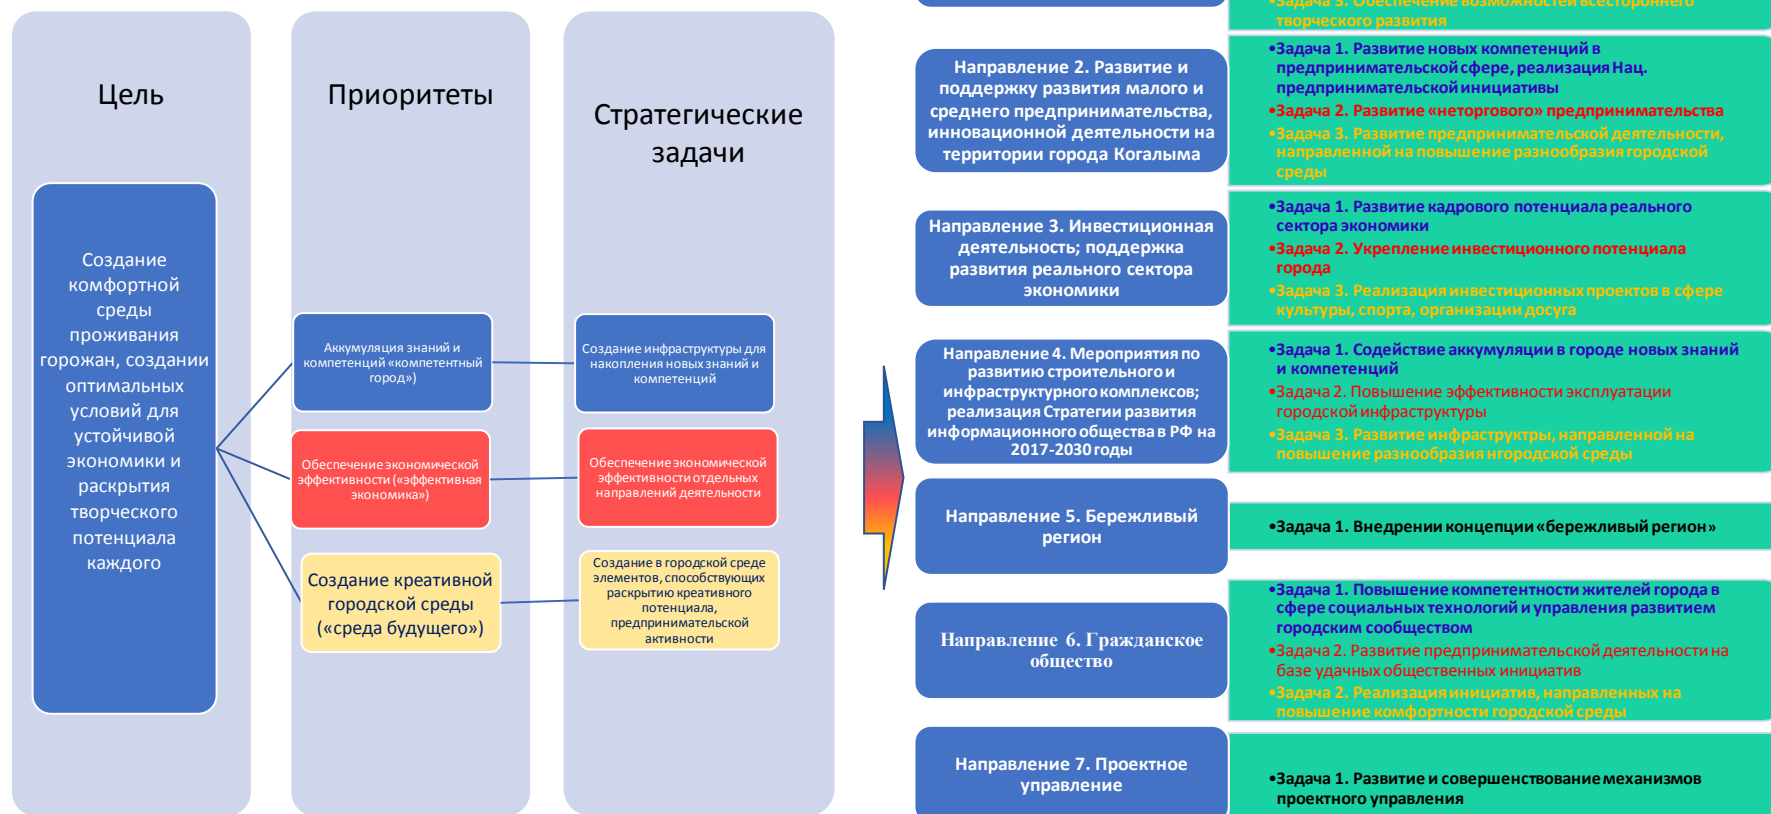 Цель
Создание
комфортной
среды
проживания
горожан, создании
оптимальных
условий для
устойчивой
экономики и
раскрытия
творческого
потенциала
каждого
Приоритеты
Аккумуляция знаний и
компетенций «компетентный
город»)
Обеспечение экономической
эффективности («эффективная
экономика»)
Создание креативной
городской среды
(«среда будущего»)
Стратегические
задачи
Создание инфраструктуры для
накопления новых знаний и
компетенций
Обеспечение экономической
эффективности отдельных
направлений деятельности
Создание в городской среде
элементов, способствующих
раскрытию креативного
потенциала,
предпринимательской
активности
•Задача 3. Обеспечение возможностей всестороннего
творческого развития
Направление 2. Развитие и
поддержку развития малого и
среднего предпринимательства,
инновационной деятельности на
территории города Когалыма
•Задача 1. Развитие новых компетенций в
предпринимательской сфере, реализация Нац.
предпринимательской инициативы
•Задача 2. Развитие «неторгового» предпринимательства
•Задача 3. Развитие предпринимательской деятельности,
направленной на повышение разнообразия городской
среды
Направление 3. Инвестиционная
деятельность; поддержка
развития реального сектора
экономики
•Задача 1. Развитие кадрового потенциала реального
сектора экономики
•Задача 2. Укрепление инвестиционного потенциала
города
•Задача 3. Реализация инвестиционных проектов в сфере
культуры, спорта, организации досуга
Направление 4. Мероприятия по
развитию строительного и
инфраструктурного комплексов;
реализация Стратегии развития
информационного общества в РФ на
2017-2030 годы
•Задача 1. Содействие аккумуляции в городе новых знаний
и компетенций
•Задача 2. Повышение эффективности эксплуатации
городской инфраструктуры
•Задача 3. Развитие инфраструктры, направленной на
повышение разнообразия нгородской среды
Направление 5. Бережливый
регион
•Задача 1. Внедрении концепции «бережливый регион»
Направление 6. Гражданское
общество
•Задача 1. Повышение компетентности жителей города в
сфере социальных технологий и управления развитием
городским сообществом
•Задача 2. Развитие предпринимательской деятельности на
базе удачных общественных инициатив
•Задача 2. Реализация инициатив, направленных на
повышение комфортности городской среды
Направление 7. Проектное
управление
•Задача 1. Развитие и совершенствование механизмов
проектного управления